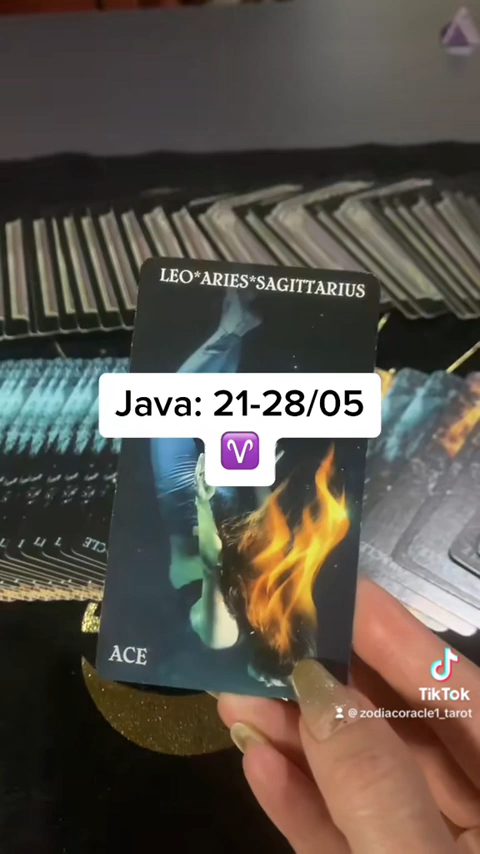 LEO*ARIES*SAGITTARIUS
Java: 21-28/05
♈
ACE
TikTok
@zodiacoracle1_tarot